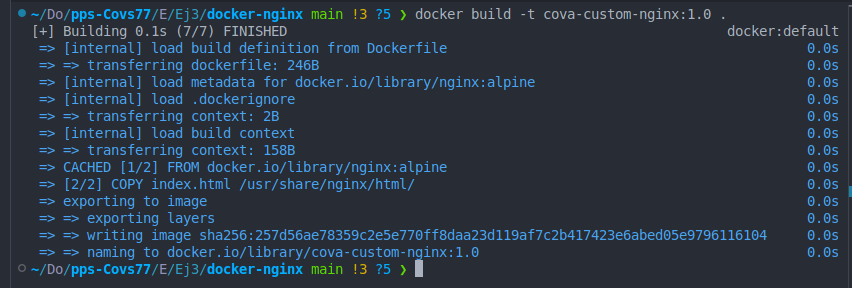 ~/Do/pps-Covs77/E/Ej3/docker-nginx main !3 ?5 ❯ docker build -t cova-custom-nginx:1.0 .
[+] Building 0.1s (7/7) FINISHED docker:default
=> [internal] load build definition from Dockerfile 0.0s
=> => transferring dockerfile: 246B 0.0s
=> [internal] load metadata for docker.io/library/nginx:alpine 0.0s
=> [internal] load .dockerignore 0.0s
=> => transferring context: 2B 0.0s
=> [internal] load build context 0.0s
=> => transferring context: 158B 0.0s
=> CACHED [1/2] FROM docker.io/library/nginx:alpine 0.0s
=> [2/2] COPY index.html /usr/share/nginx/html/ 0.0s
=> exporting to image 0.0s
=> => exporting layers 0.0s
=> => writing image sha256:257d56ae78359c2e5e770ff8daa23d119af7c2b417423e6abed05e9796116104 0.0s
=> => naming to docker.io/library/cova-custom-nginx:1.0 0.0s
~/Do/pps-Covs77/E/Ej3/docker-nginx main !3 ?5 ❯